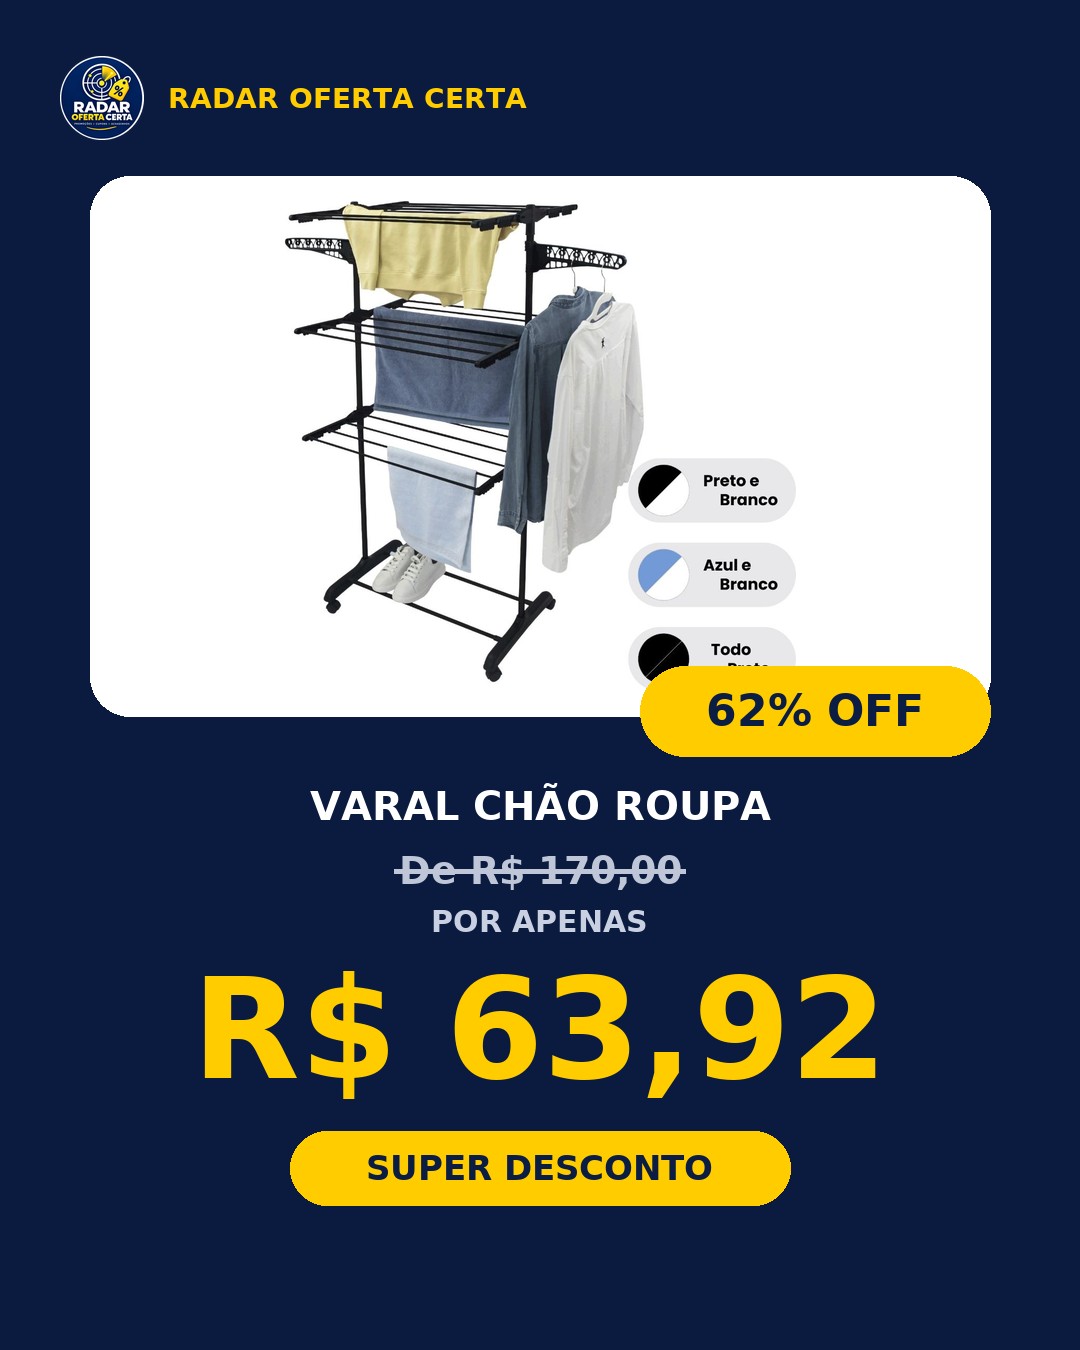 RADAR
OFERTA CERTA
RADAR OFERTA CERTA
Preto e
Branco
Azul e
Branco
Todo
Preto
62% OFF
VARAL CHÃO ROUPA
De R$ 170,00
POR APENAS
R$ 63,92
SUPER DESCONTO